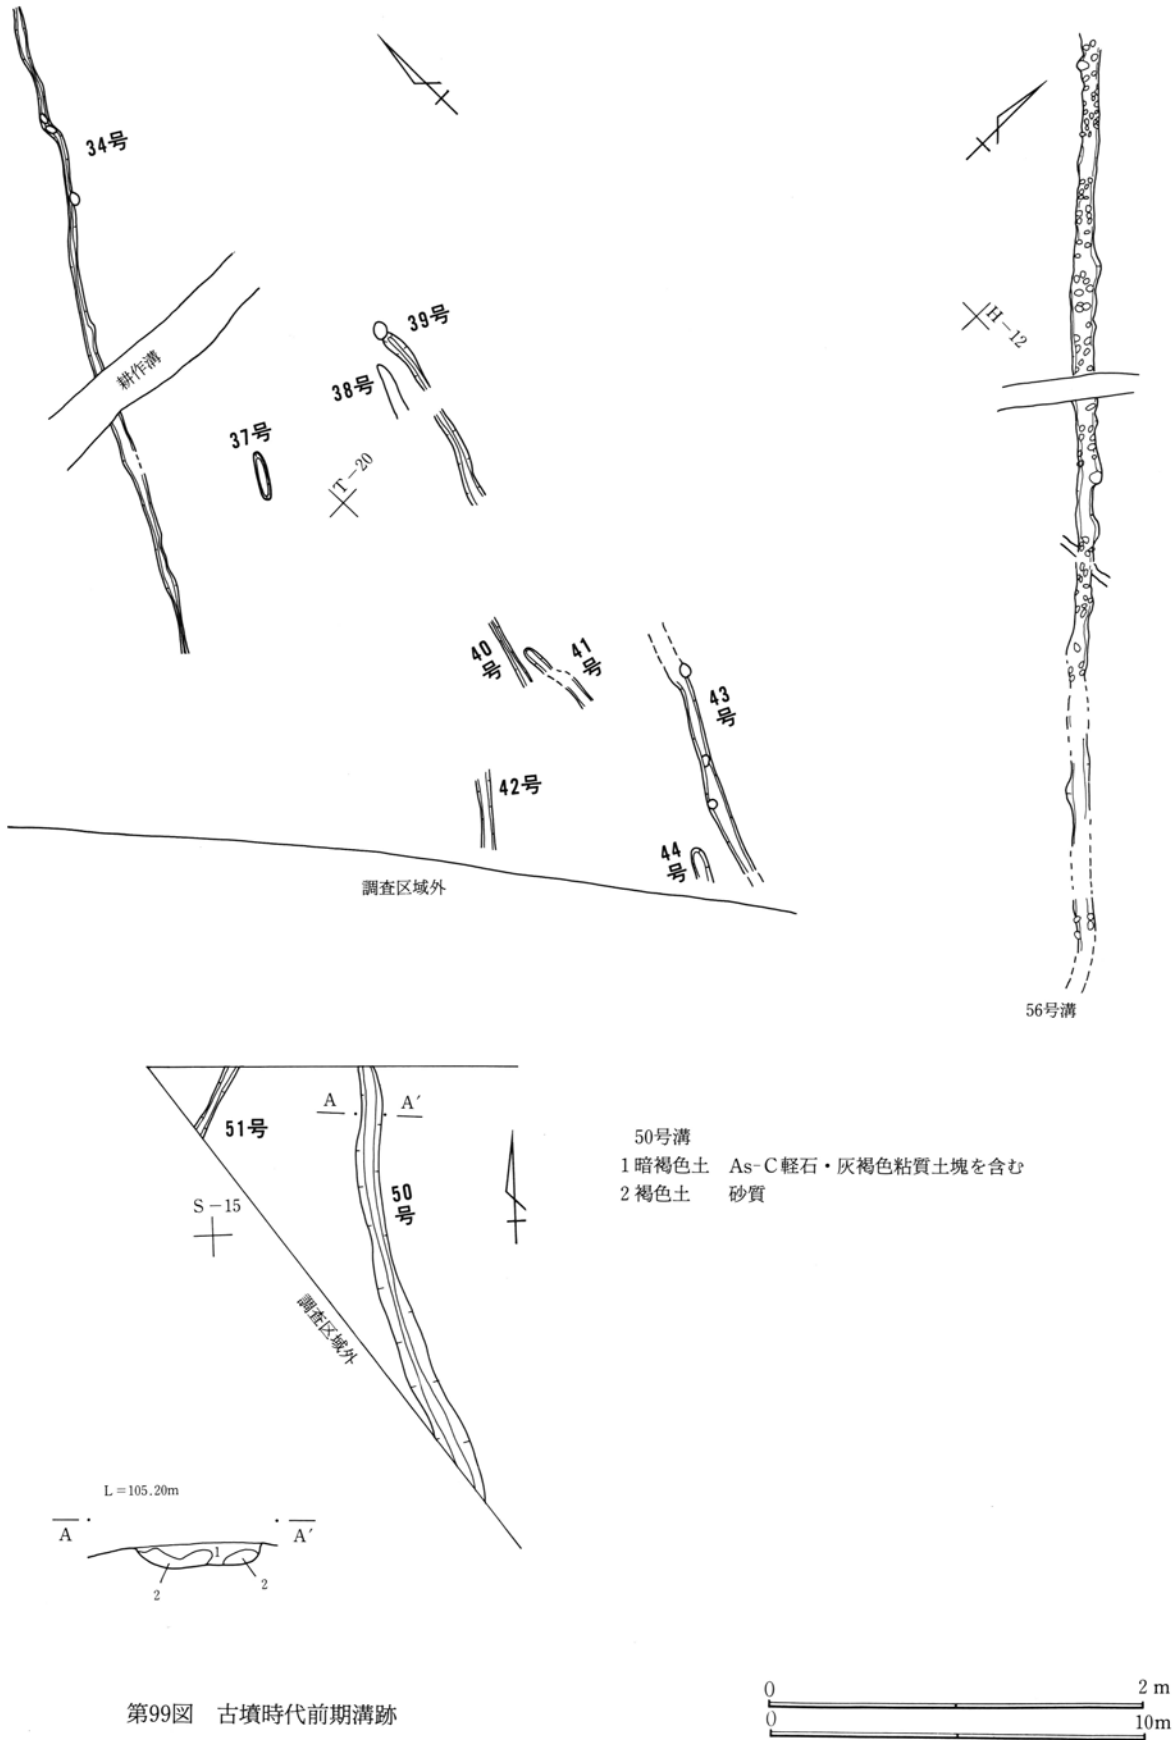 34号
耕作溝
39号
38号
37号
T-20
40号
41号
43号
42号
44号
調査区域外
H-12
56号溝
51号
A
A′
50号
S-15
調査区域外
50号溝
1 暗褐色土　As-C 軽石・灰褐色粘質土塊を含む
2 褐色土　砂質
L=105.20m
A
A′
1
2
2
第99図　古墳時代前期溝跡
0
2 m
0
10m